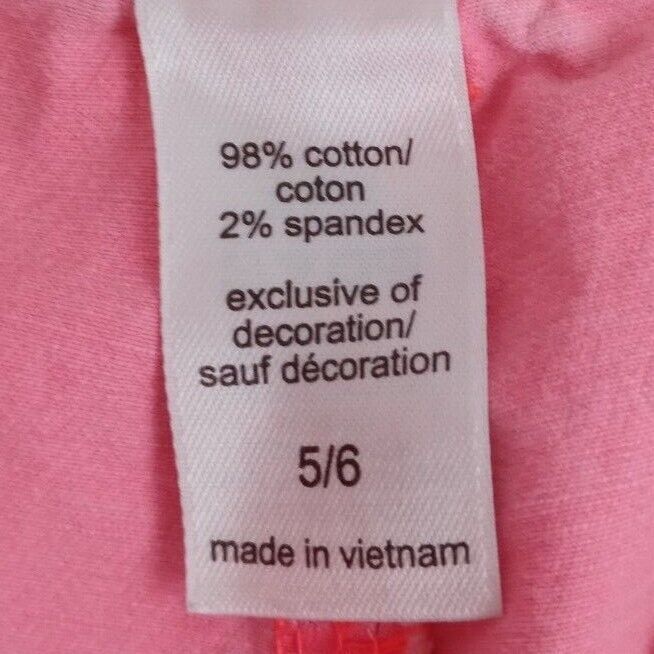 98% cotton/
coton
2% spandex
exclusive of
decoration/
sauf décoration
5/6
made in vietnam